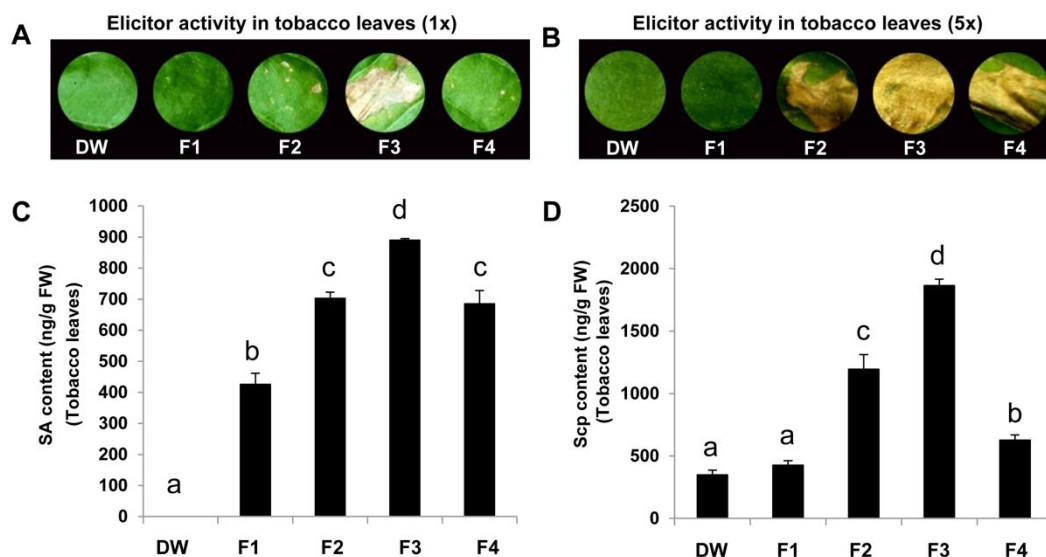 A
Elicitor activity in tobacco leaves (1x)
DW F1 F2 F3 F4
B
Elicitor activity in tobacco leaves (5x)
DW F1 F2 F3 F4
C
SA content (ng/g FW)
(Tobacco leaves)
1000
900
800
700
600
500
400
300
200
100
0
a
b
c
d
c
DW F1 F2 F3 F4
D
Scp content (ng/g FW)
(Tobacco leaves)
2500
2000
1500
1000
500
0
a
a
c
d
b
DW F1 F2 F3 F4